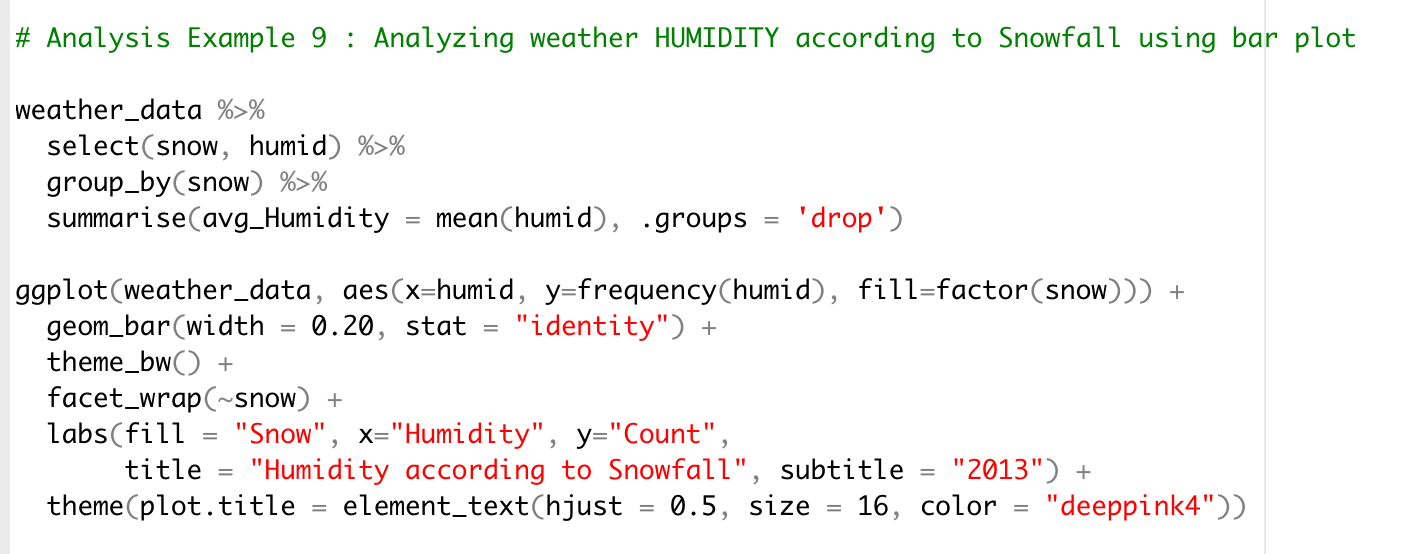 # Analysis Example 9 : Analyzing weather HUMIDITY according to Snowfall using bar plot
weather_data %>%
  select(snow, humid) %>%
  group_by(snow) %>%
  summarise(avg_Humidity = mean(humid), .groups = 'drop')
ggplot(weather_data, aes(x=humid, y=frequency(humid), fill=factor(snow))) +
  geom_bar(width = 0.20, stat = "identity") +
  theme_bw() +
  facet_wrap(~snow) +
  labs(fill = "Snow", x="Humidity", y="Count",
       title = "Humidity according to Snowfall", subtitle = "2013") +
  theme(plot.title = element_text(hjust = 0.5, size = 16, color = "deeppink4"))